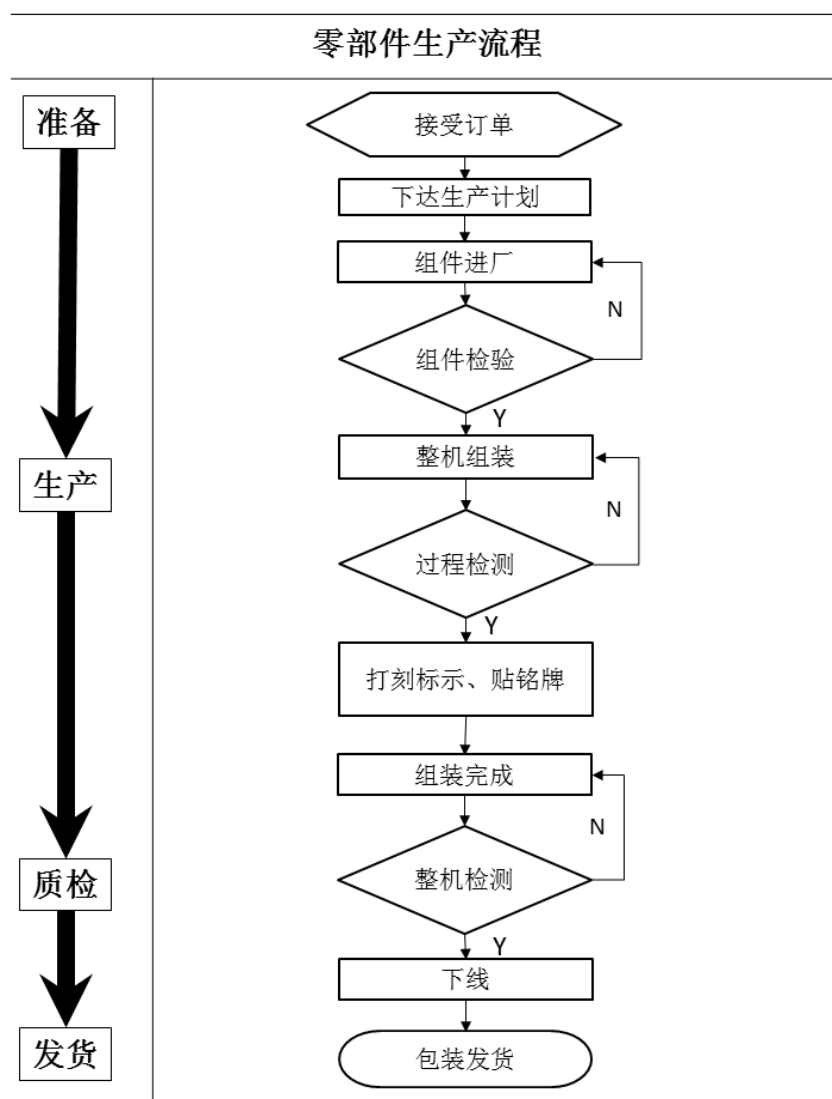 零部件生产流程
准备
接受订单
下达生产计划
组件进厂
N
组件检验
Y
生产
整机组装
N
过程检测
Y
打刻标示、贴铭牌
组装完成
N
质检
整机检测
Y
下线
发货
包装发货